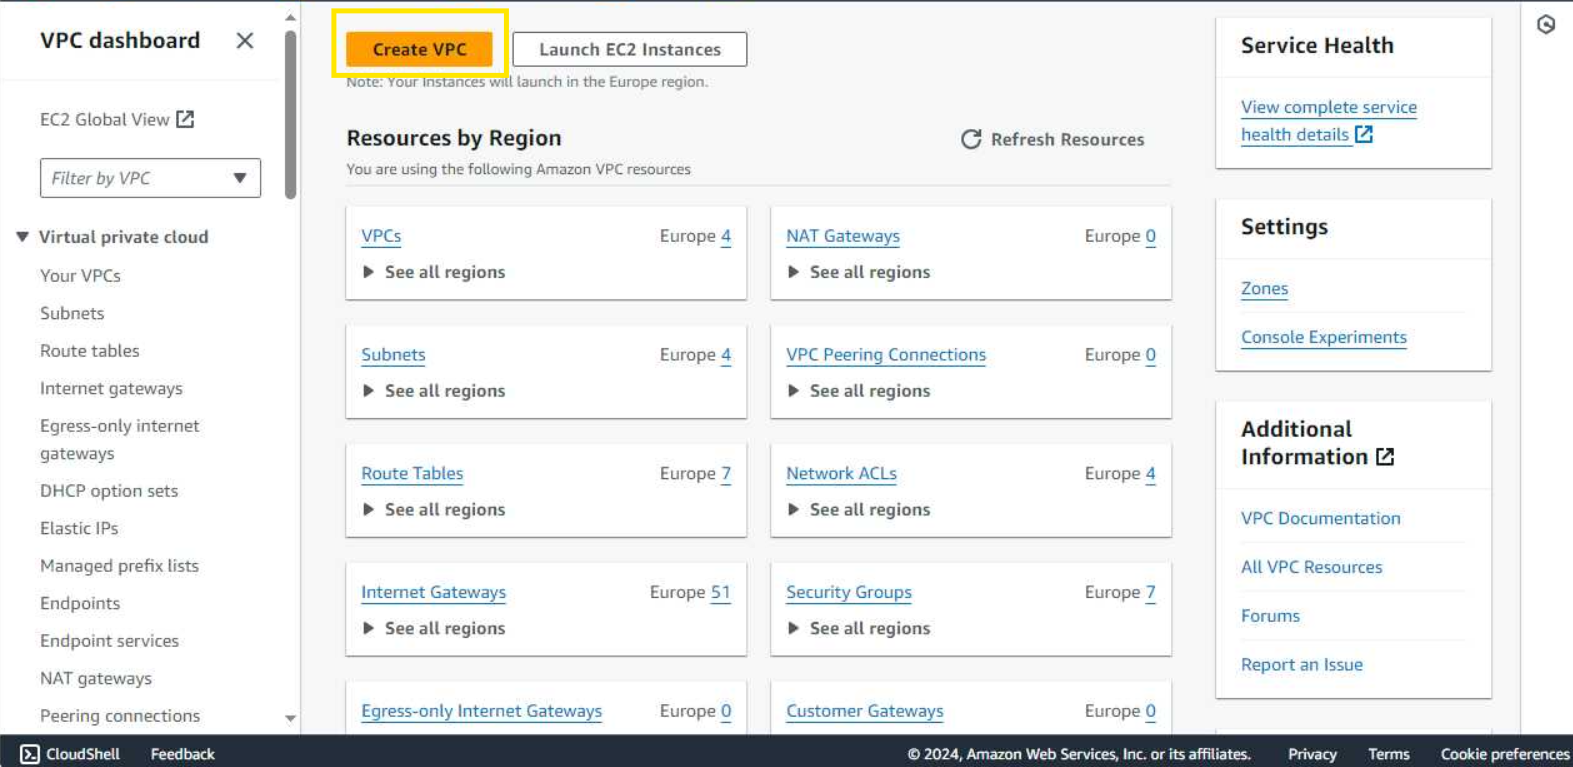 VPC dashboard
EC2 Global View
Filter by VPC
Virtual private cloud
Your VPCs
Subnets
Route tables
Internet gateways
Egress-only internet
gateways
DHCP option sets
Elastic IPs
Managed prefix lists
Endpoints
Endpoint services
NAT gateways
Peering connections
Create VPC
Launch EC2 Instances
Note: Your Instances will launch in the Europe region.
Resources by Region
Refresh Resources
You are using the following Amazon VPC resources
VPCs Europe 4
See all regions
NAT Gateways Europe 0
See all regions
Subnets Europe 4
See all regions
VPC Peering Connections Europe 0
See all regions
Route Tables Europe 7
See all regions
Network ACLs Europe 4
See all regions
Internet Gateways Europe 51
See all regions
Security Groups Europe 7
See all regions
Egress-only Internet Gateways Europe 0
Customer Gateways Europe 0
Service Health
View complete service
health details
Settings
Zones
Console Experiments
Additional
Information
VPC Documentation
All VPC Resources
Forums
Report an Issue
CloudShell Feedback © 2024, Amazon Web Services, Inc. or its affiliates. Privacy Terms Cookie preferences